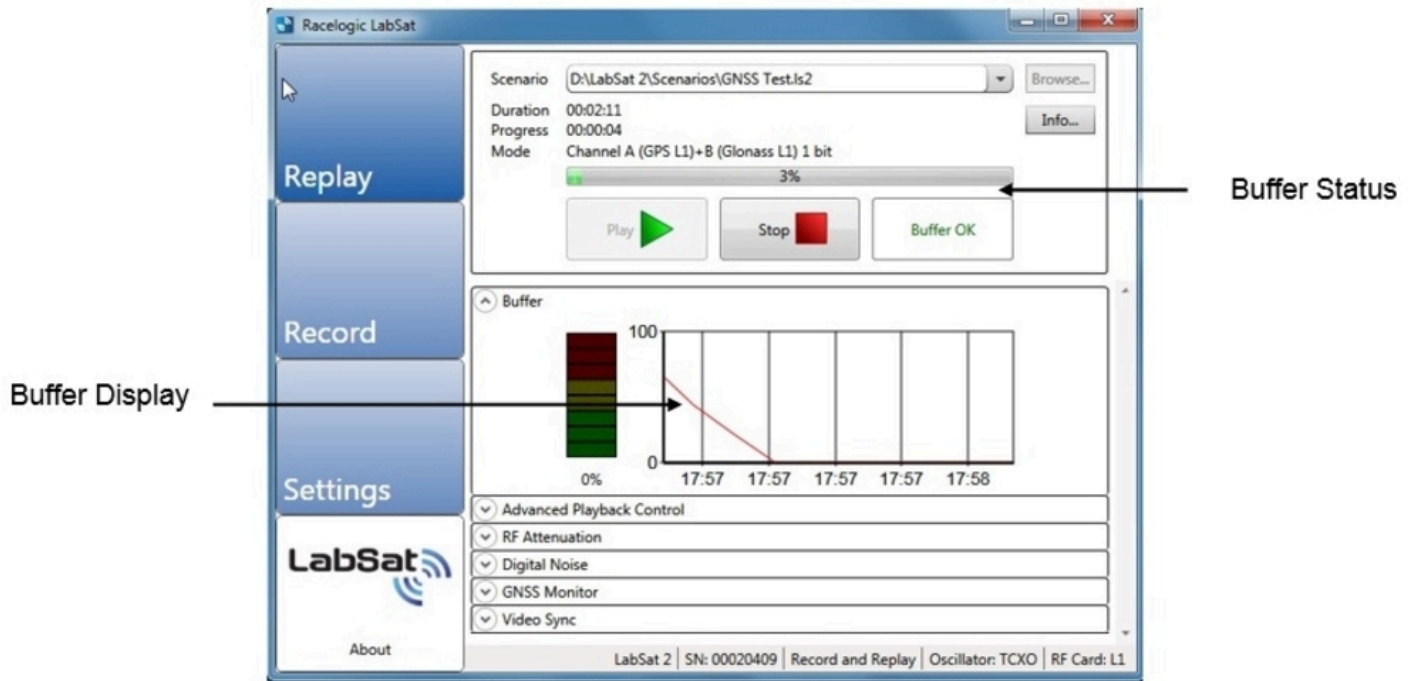 Racelogic LabSat
Replay
Record
Settings
LabSat
About
Scenario D:\LabSat 2\Scenarios\GNSS Test.ls2 Browse...
Duration 00:02:11 Info...
Progress 00:00:04
Mode Channel A (GPS L1)+B (Glonass L1) 1 bit
3%
Play Stop Buffer OK
Buffer Status
Buffer
100
0
0% 17:57 17:57 17:57 17:57 17:58
Buffer Display
Advanced Playback Control
RF Attenuation
Digital Noise
GNSS Monitor
Video Sync
LabSat 2 SN: 00020409 Record and Replay Oscillator: TCXO RF Card: L1